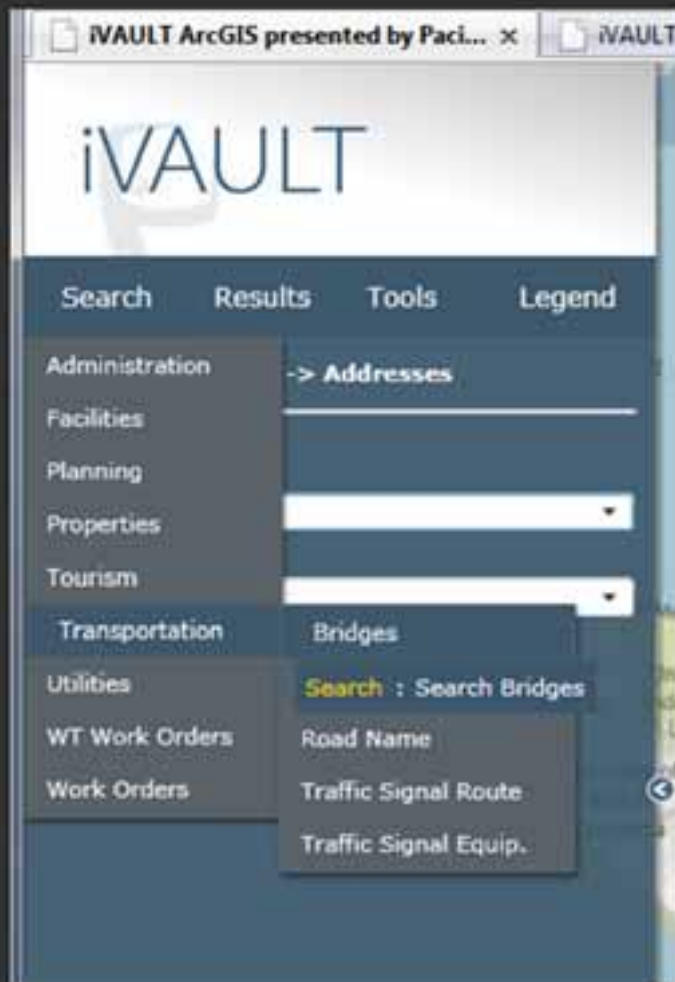 iVAULT ArcGIS presented by Paci... × iVAULT
iVAULT
Search Results Tools Legend
Administration
-> Addresses
Facilities
Planning
Properties
Tourism
Transportation
Bridges
Utilities
Search : Search Bridges
WT Work Orders
Road Name
Work Orders
Traffic Signal Route
Traffic Signal Equip.